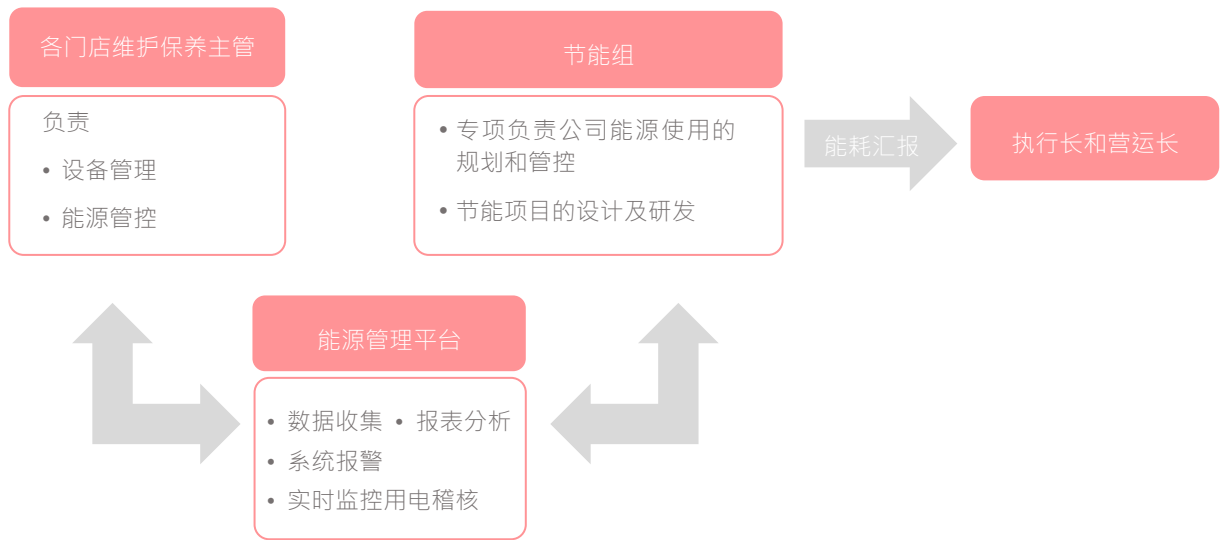 各门店维护保养主管
负责
• 设备管理
• 能源管控
节能组
• 专项负责公司能源使用的
规划和管控
• 节能项目的设计及研发
能耗汇报
执行长和营运长
能源管理平台
• 数据收集 • 报表分析
• 系统报警
• 实时监控用电稽核